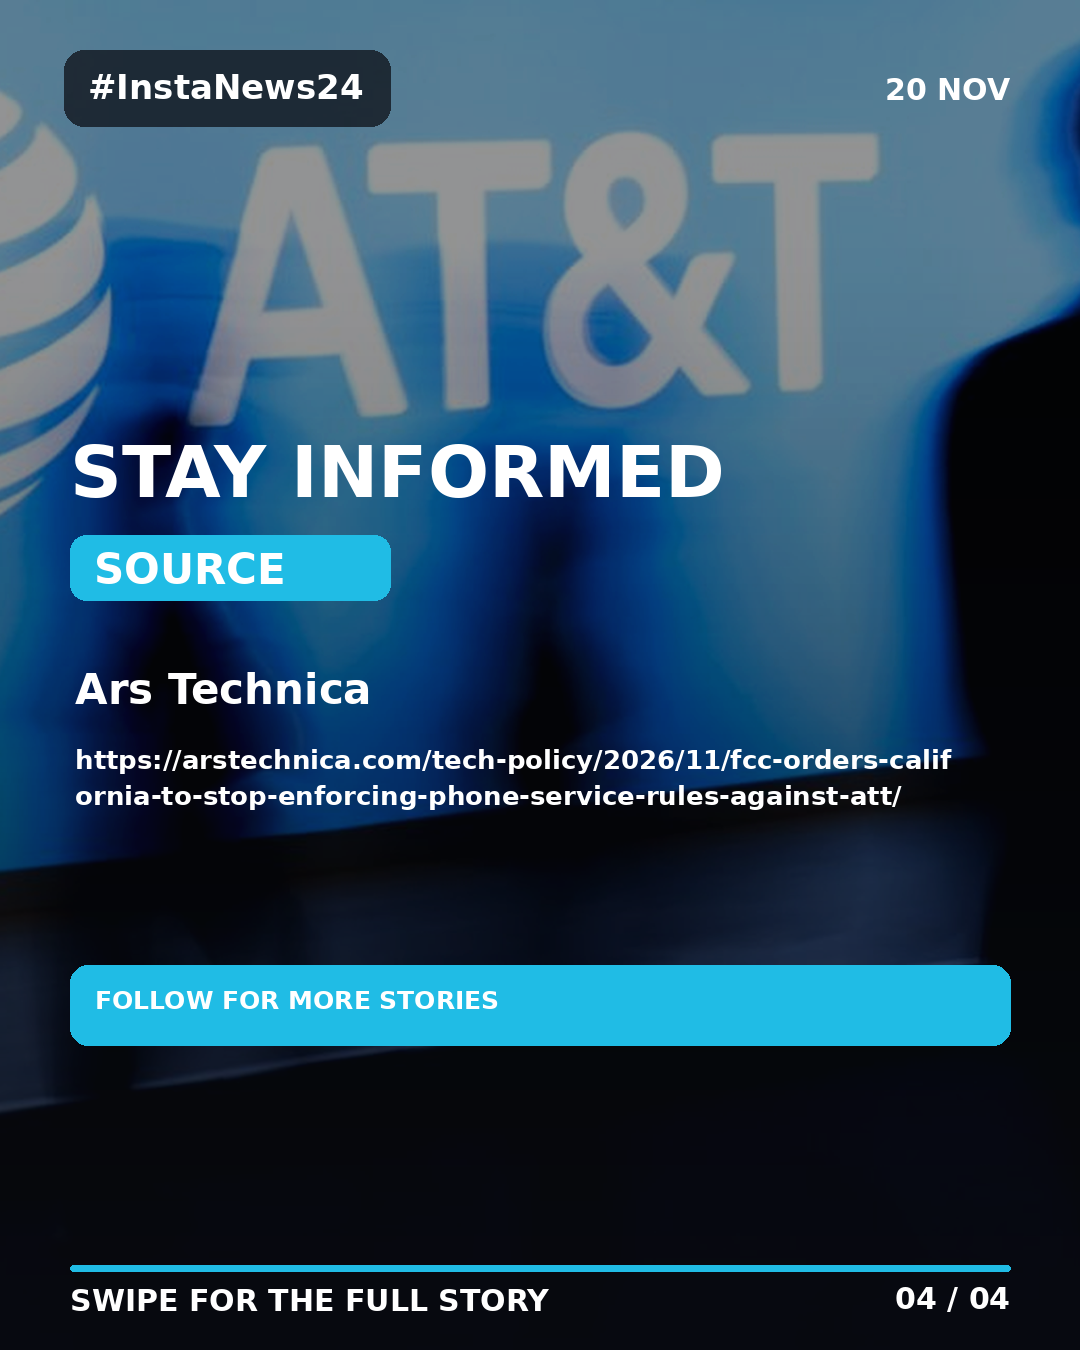 #InstaNews24
20 NOV
AT&T
STAY INFORMED
SOURCE
Ars Technica
https://arstechnica.com/tech-policy/2026/11/fcc-orders-calif
ornia-to-stop-enforcing-phone-service-rules-against-att/
FOLLOW FOR MORE STORIES
SWIPE FOR THE FULL STORY
04 / 04